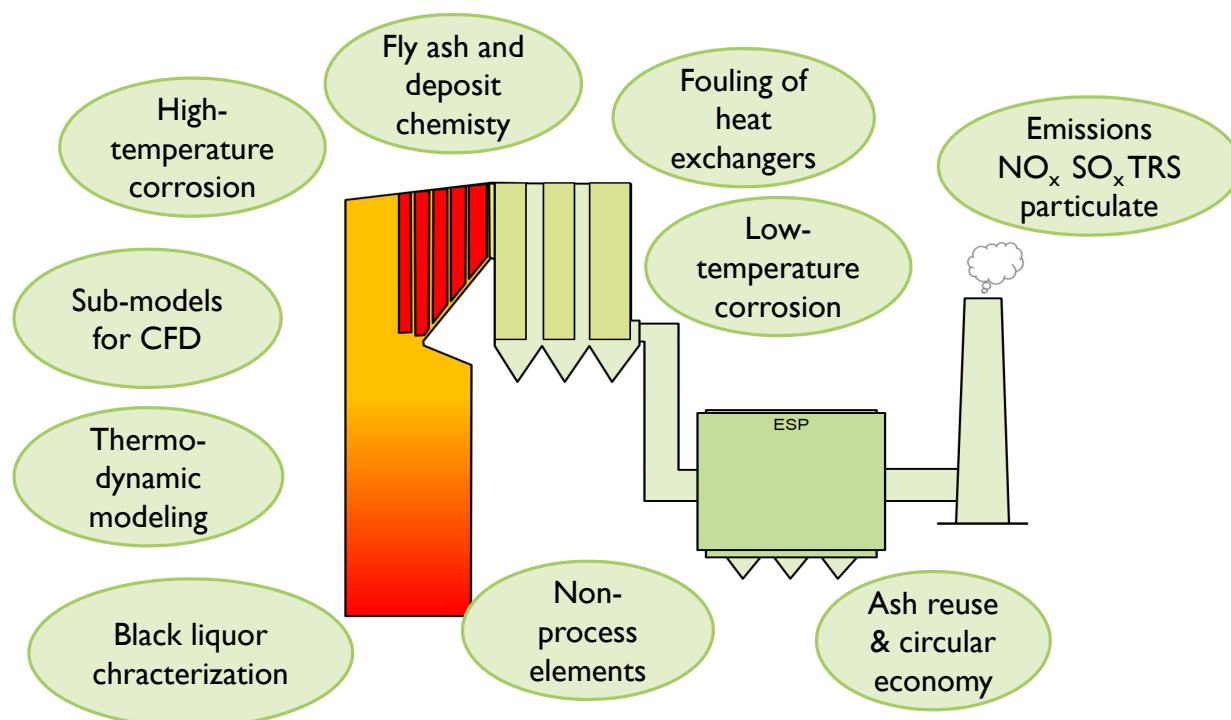 Fly ash and
deposit
chemisty
High-
temperature
corrosion
Fouling of
heat
exchangers
Emissions
NOx SOx TRS
particulate
Low-
temperature
corrosion
Sub-models
for CFD
Thermo-
dynamic
modeling
ESP
Black liquor
chracterization
Non-
process
elements
Ash reuse
& circular
economy